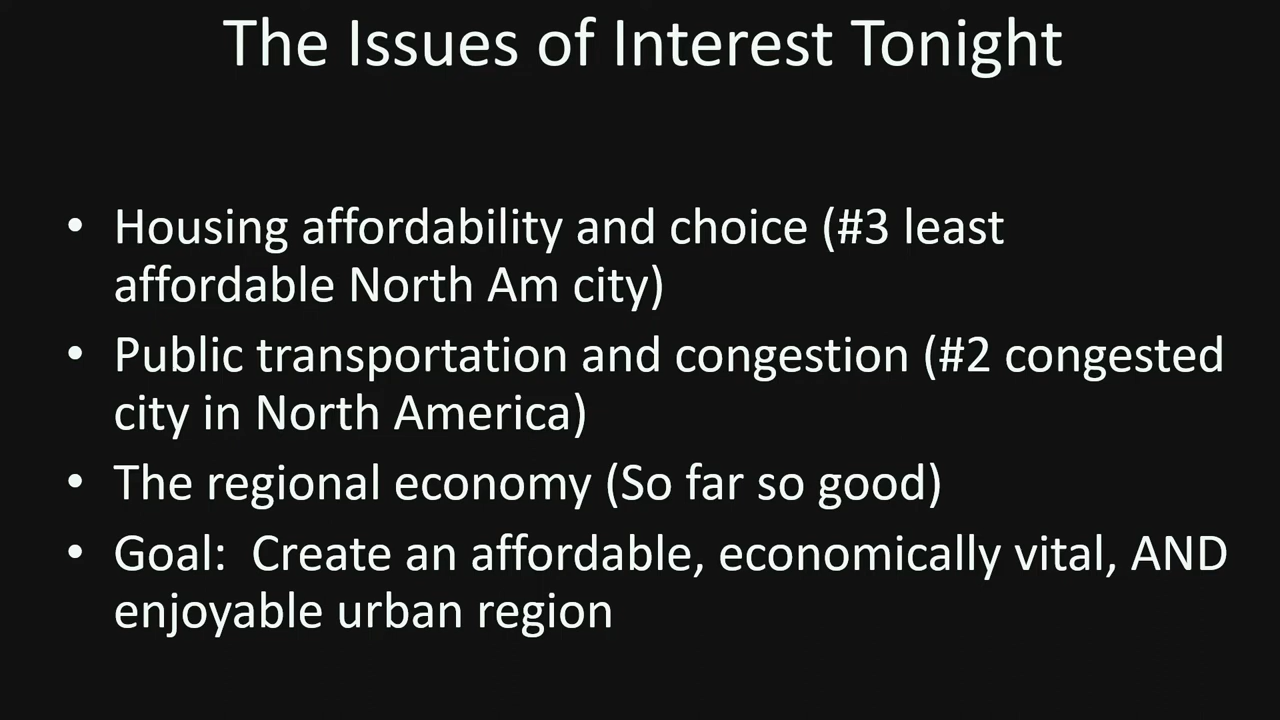 The Issues of Interest Tonight
• Housing affordability and choice (#3 least
affordable North Am city)
• Public transportation and congestion (#2 congested
city in North America)
• The regional economy (So far so good)
• Goal:  Create an affordable, economically vital, AND
enjoyable urban region